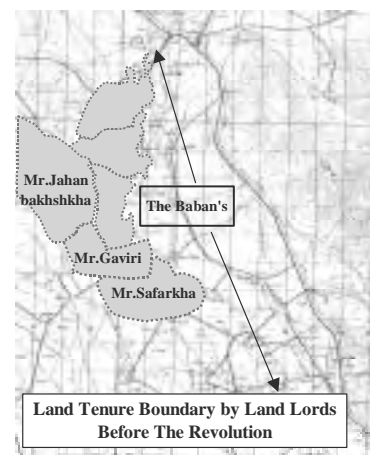 Mr.Jahan
bakhshkha
The Baban's
Mr.Gaviri
Mr.Safarkha
Land Tenure Boundary by Land Lords
Before The Revolution